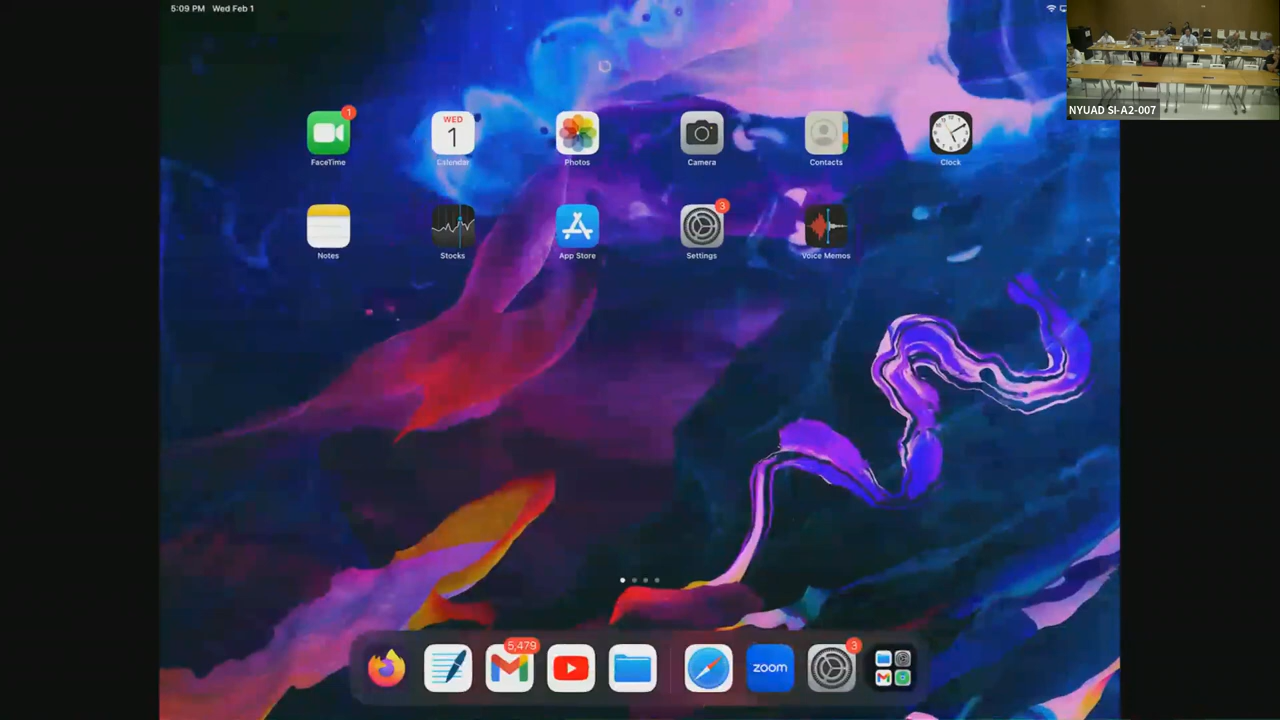 5:09 PM Wed Feb 1
NYUAD SI-A2-007
1
WED
1
FaceTime
Calendar
Photos
Camera
Contacts
Clock
3
Notes
Stocks
App Store
Settings
Voice Memos
5,479
zoom
3